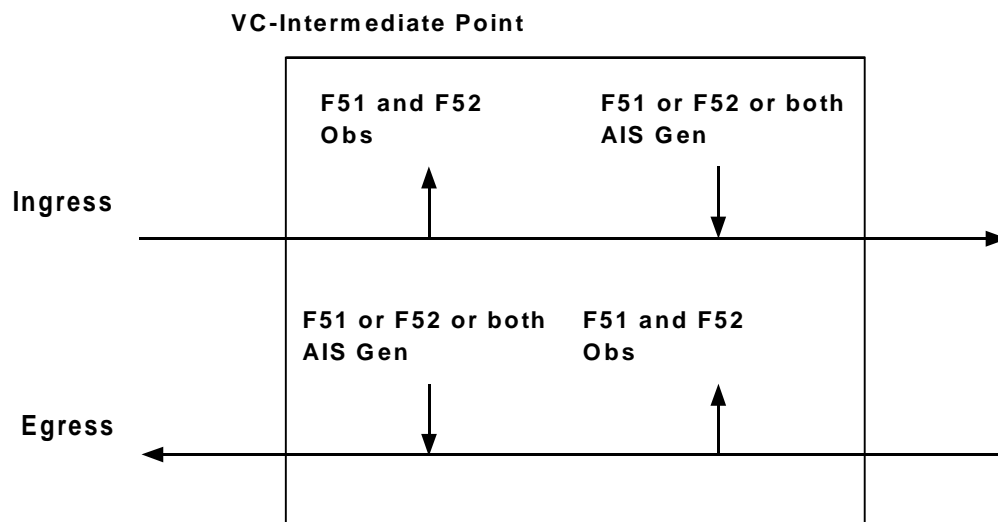 VC-Intermediate Point
F51 and F52
Obs
F51 or F52 or both
AIS Gen
Ingress
F51 or F52 or both
AIS Gen
F51 and F52
Obs
Egress